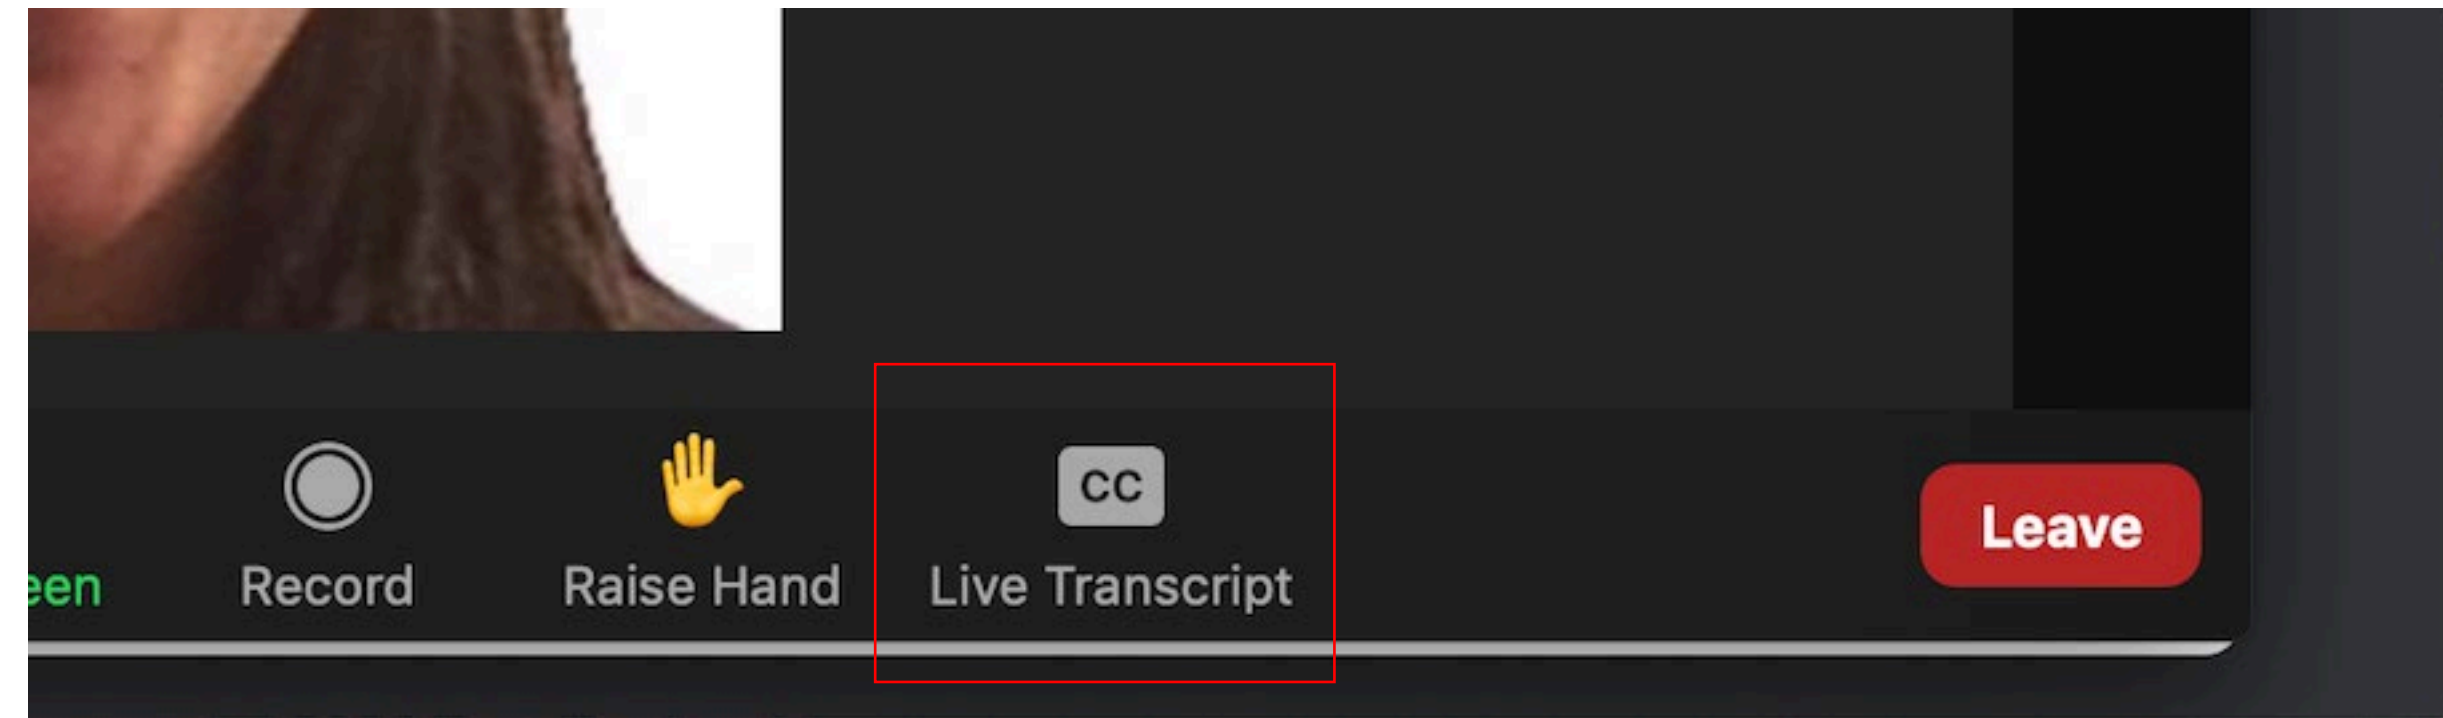 CC
een
Record
Raise Hand
Live Transcript
Leave